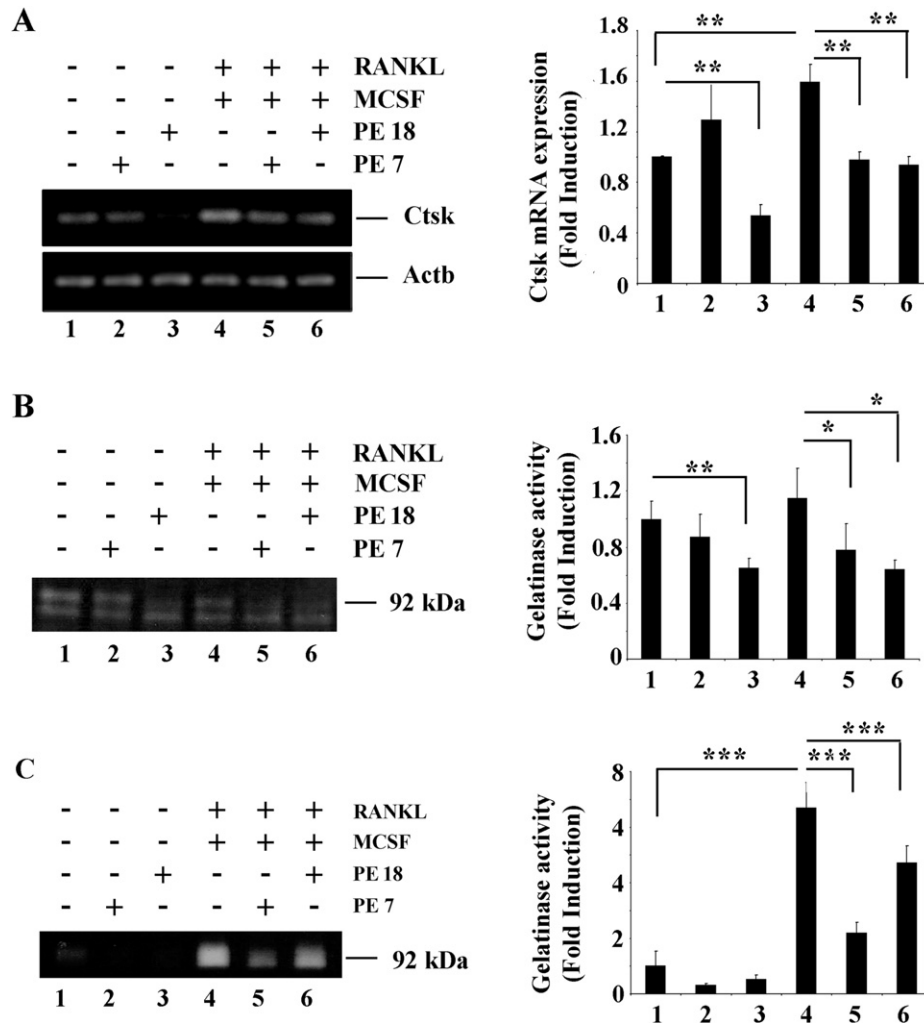 A
- - - + + + RANKL
- - - + + + MCSF
- - + - - + PE 18
- + - - + - PE 7
Ctsk
Actb
1 2 3 4 5 6
Ctsk mRNA expression
(Fold Induction)
** ** ** ** 
1.6
1.2
0.8
0.4
0
1 2 3 4 5 6
B
- - - + + + RANKL
- - - + + + MCSF
- - + - - + PE 18
- + - - + - PE 7
92 kDa
1 2 3 4 5 6
Gelatinase activity
(Fold Induction)
** * *
1.6
1.2
0.8
0.4
0
1 2 3 4 5 6
C
- - - + + + RANKL
- - - + + + MCSF
- - + - - + PE 18
- + - - + - PE 7
92 kDa
1 2 3 4 5 6
Gelatinase activity
(Fold Induction)
*** *** ***
8
4
4
2
0
1 2 3 4 5 6